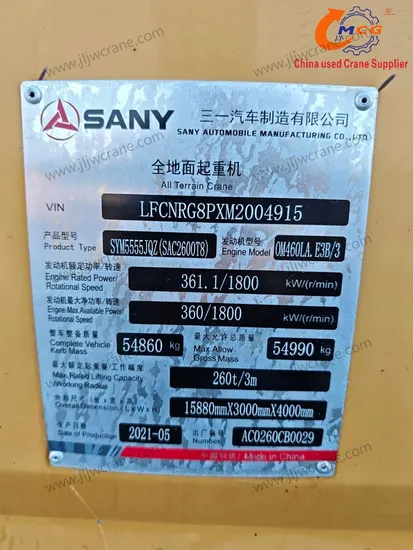 MCG
China used Crane Supplier
www.jljwcrane.com
SANY
三一汽车制造有限公司
SANY AUTOMOBILE MANUFACTURING CO.,LTD.
全地面起重机
All Terrain Crane
VIN LFCNRG8PXM2004915
产品型号 发动机型号
Product Type SYM5555JQZ(SAC2600T8) Engine Model OM460LA.E3B/3
发动机额定功率/转速
Engine Rated Power/ Rotational Speed 361.1/1800 kW/(r/min)
发动机最大净功率/转速
Engine Max.Available Power/ Rotational Speed 360/1800 kW/(r/min)
整车整备质量 最大允许总质量
Complete Vehicle Kerb Mass 54860 kg Max Allow Gross Mass 54990 kg
最大额定起重量/工作幅度
Max.Rated Lifting Capacity /Working Radius 260t/3m
外形尺寸(长×宽×高)
Overall Dimension (L×W×H) 15880mmX3000mmX4000mm
生产日期 出厂编号
Date of Production 2021-05 Serial Number AC0260CB0029
中国制造/ Made in China